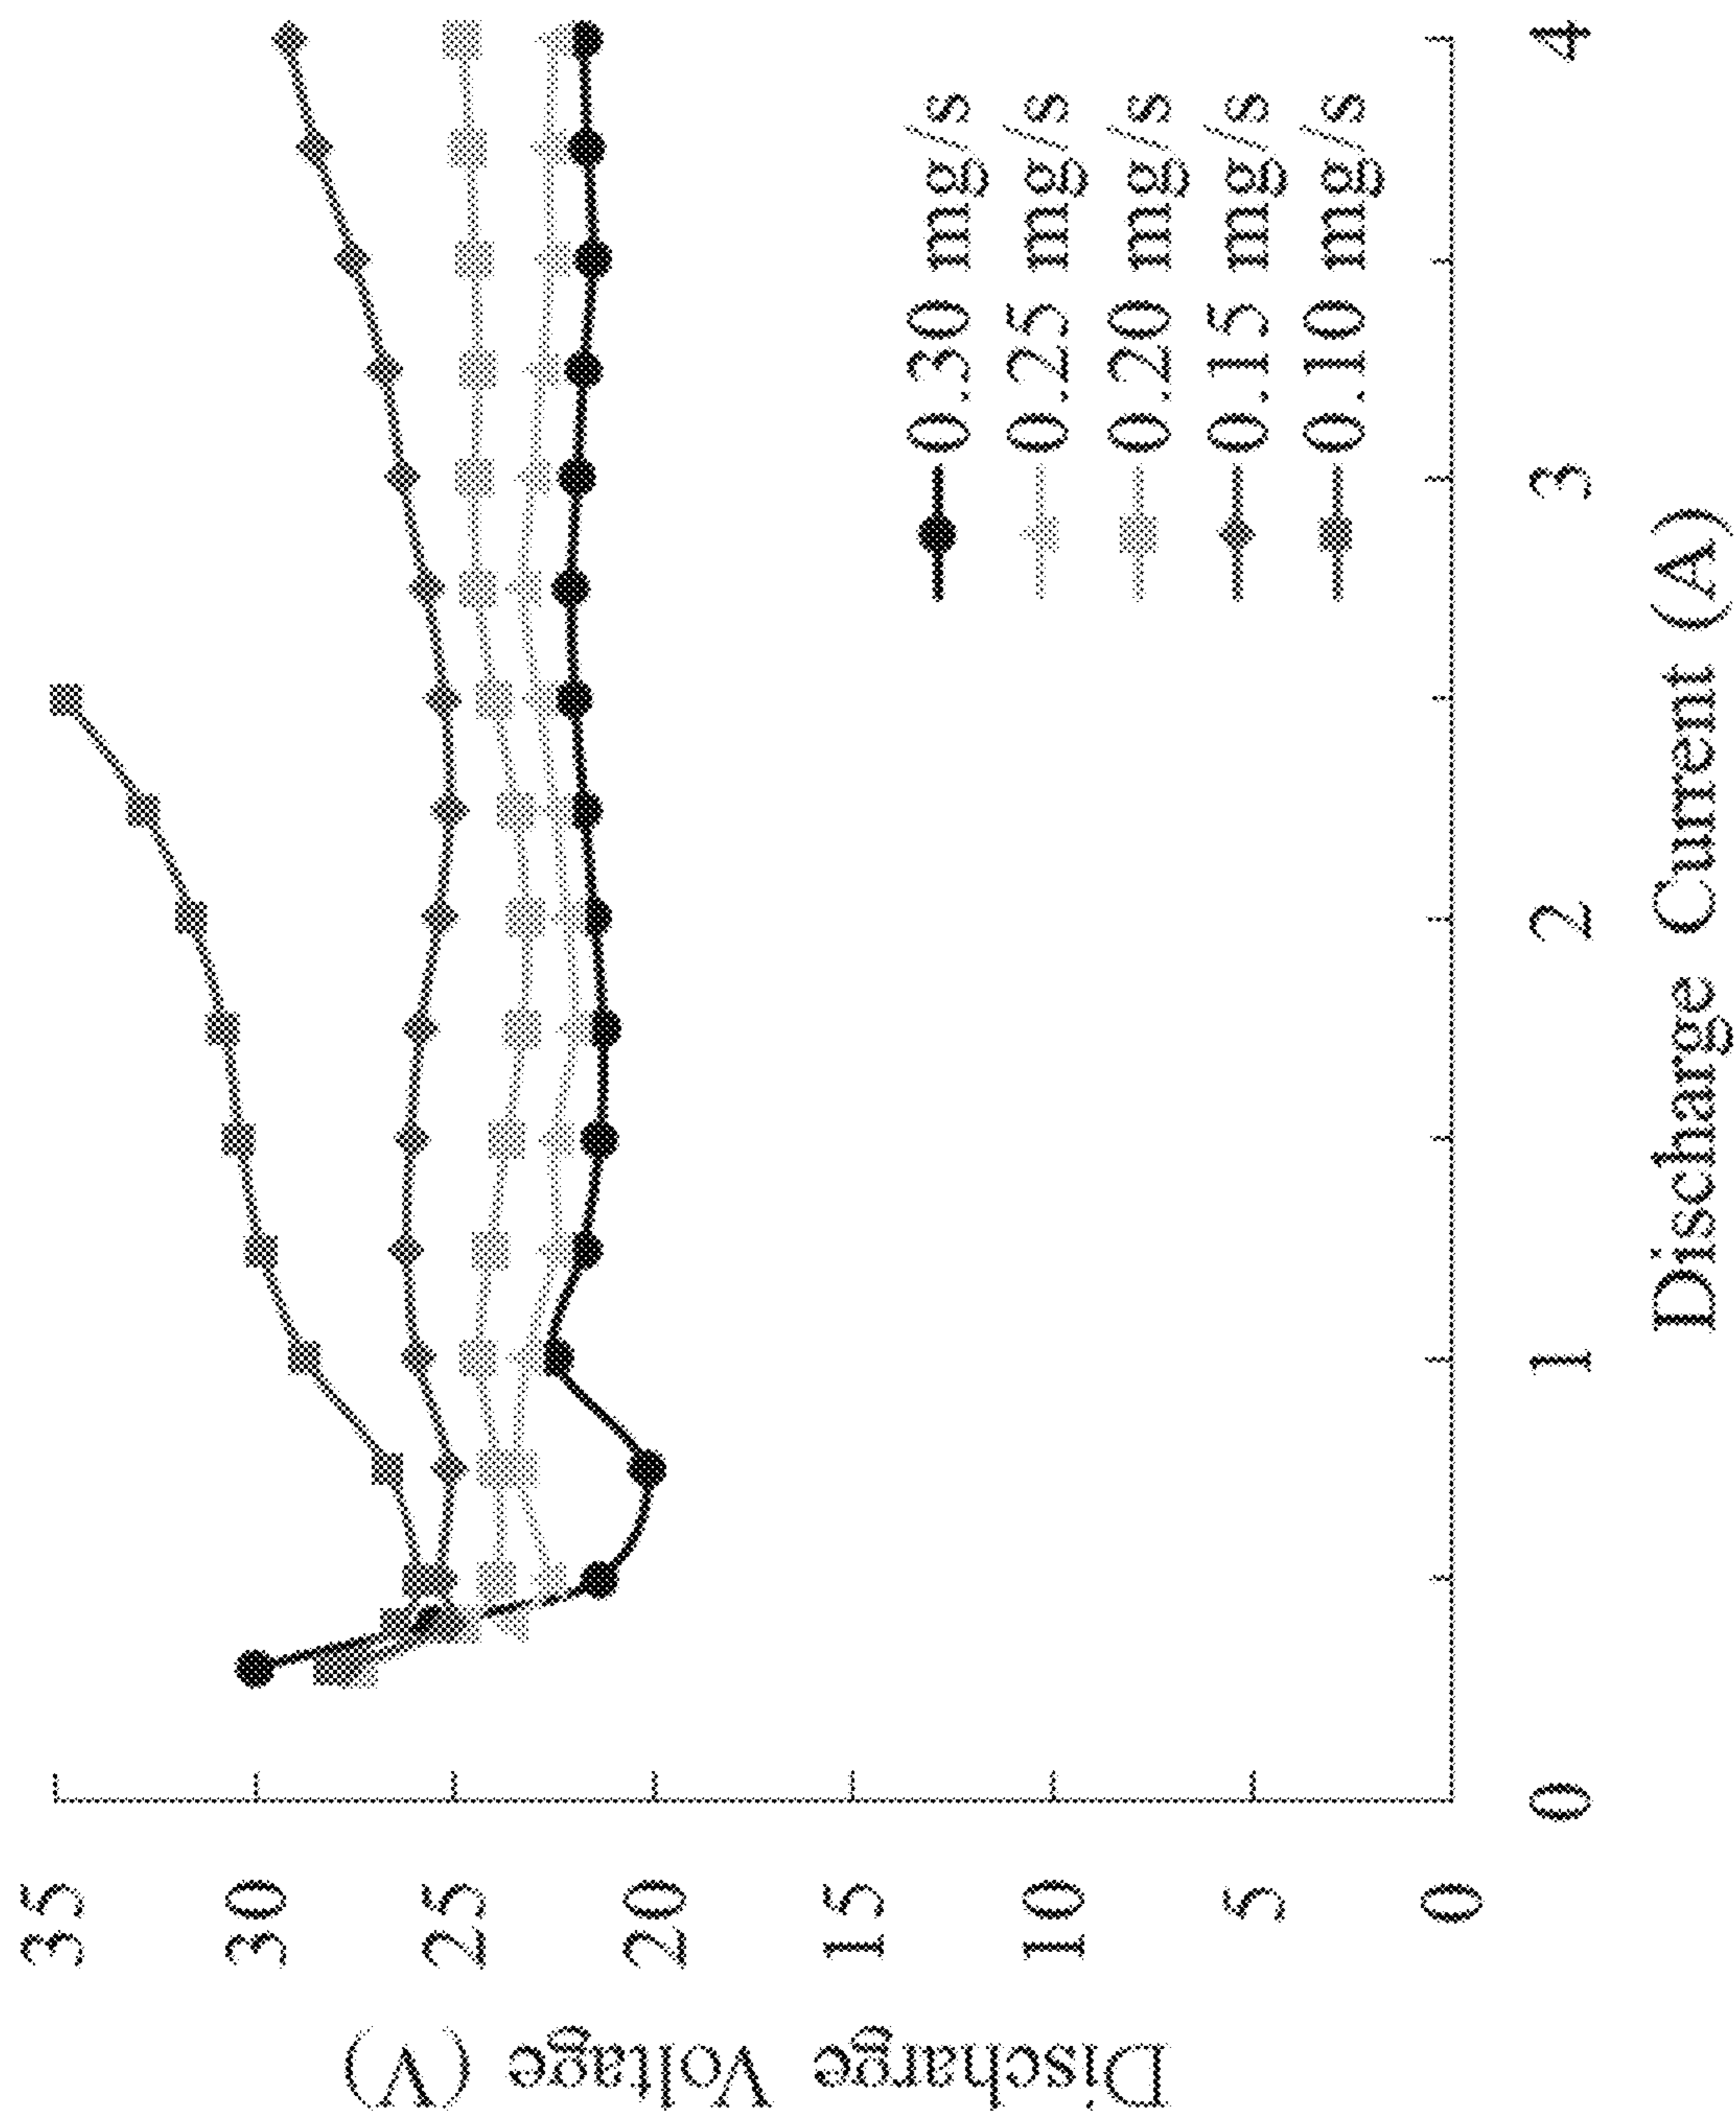 Discharge Voltage (V)
35
30
25
20
15
10
5
0
0.30 mg/s
0.25 mg/s
0.20 mg/s
0.15 mg/s
0.10 mg/s
0 1 2 3 4
Discharge Current (A)